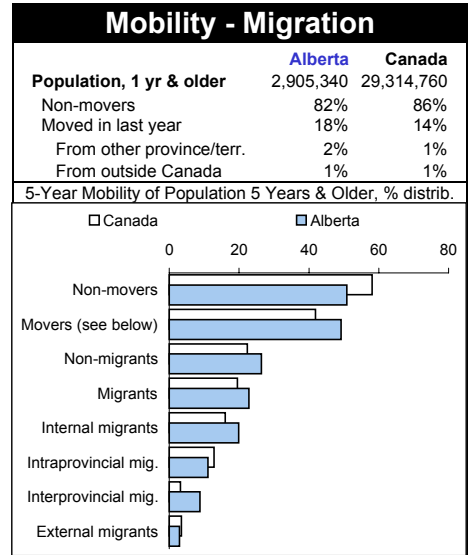 Mobility - Migration
Alberta Canada
Population, 1 yr & older 2,905,340 29,314,760
Non-movers 82% 86%
Moved in last year 18% 14%
From other province/terr. 2% 1%
From outside Canada 1% 1%
5-Year Mobility of Population 5 Years & Older, % distrib.
Canada Alberta
0 20 40 60 80
Non-movers
Movers (see below)
Non-migrants
Migrants
Internal migrants
Intraprovincial mig.
Interprovincial mig.
External migrants